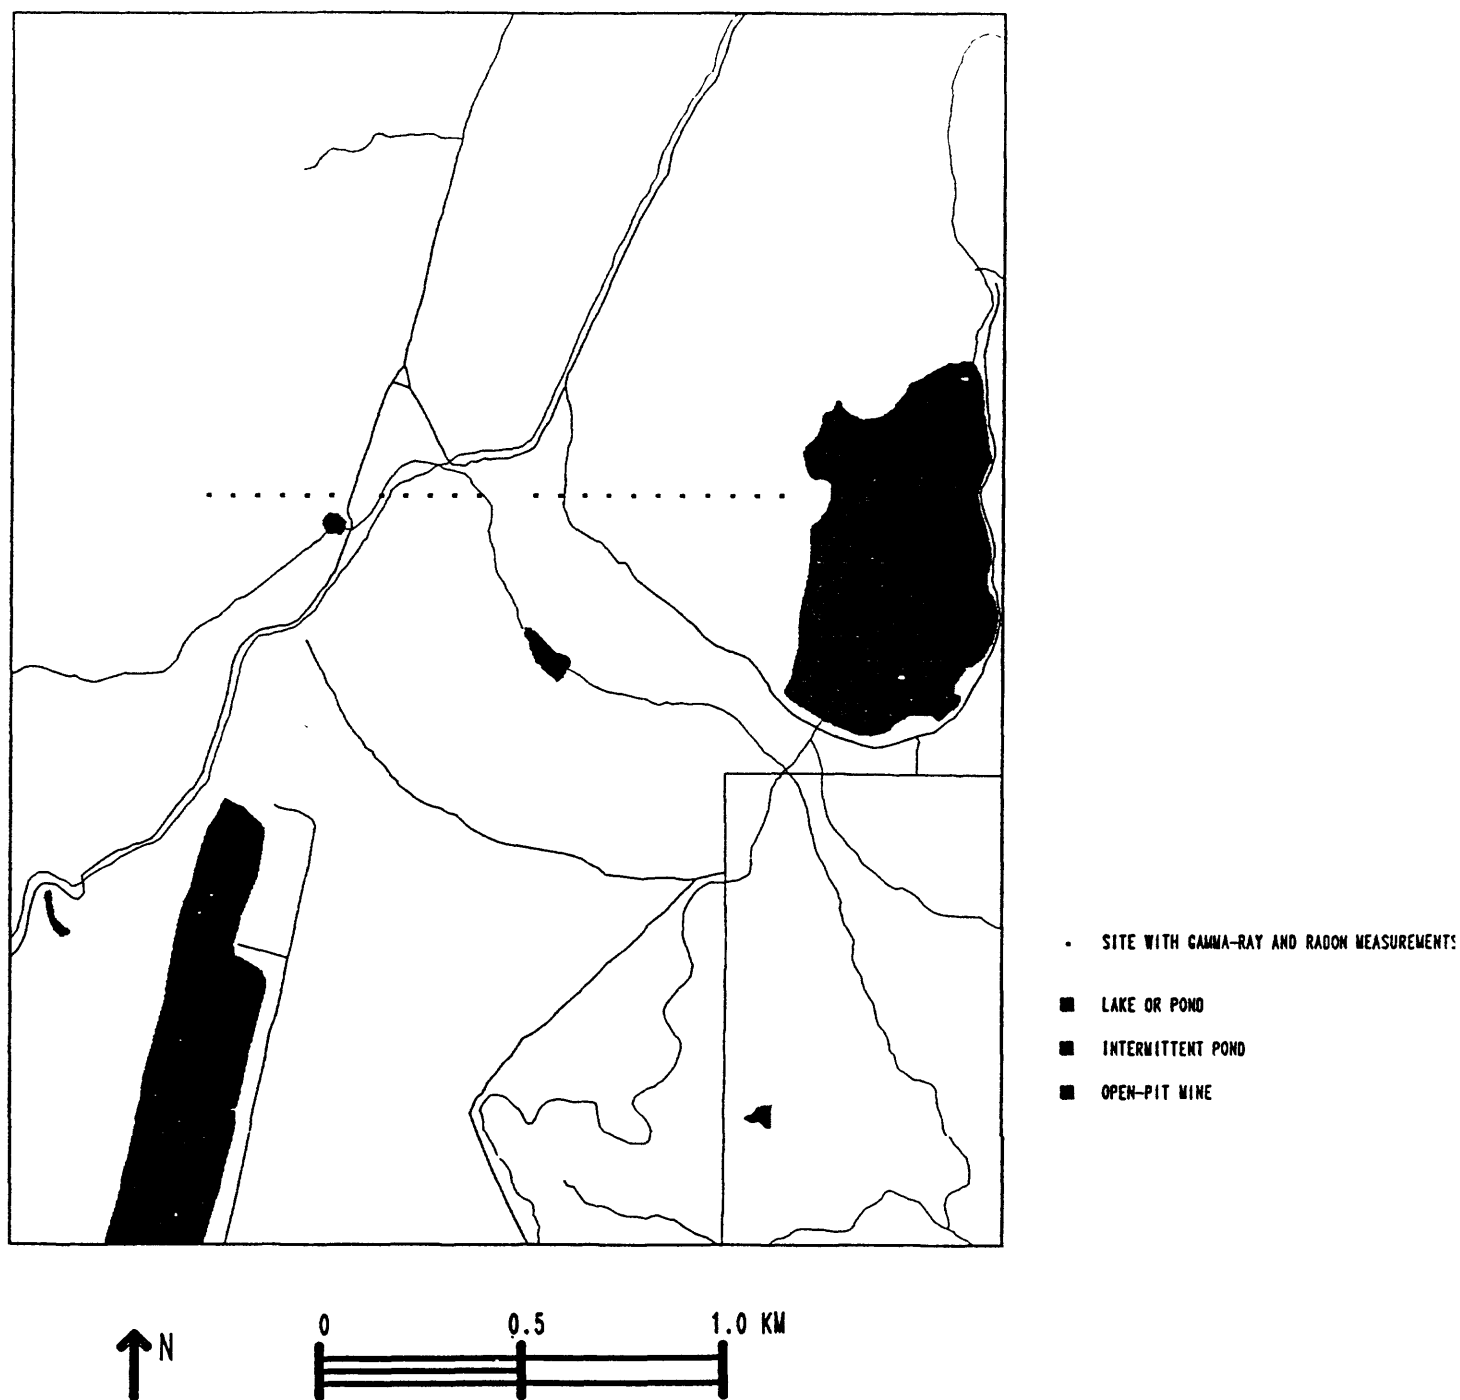 SITE WITH GAMMA-RAY AND RADON MEASUREMENTS
LAKE OR POND
INTERMITTENT POND
OPEN-PIT MINE
0 0.5 1.0 KM
N